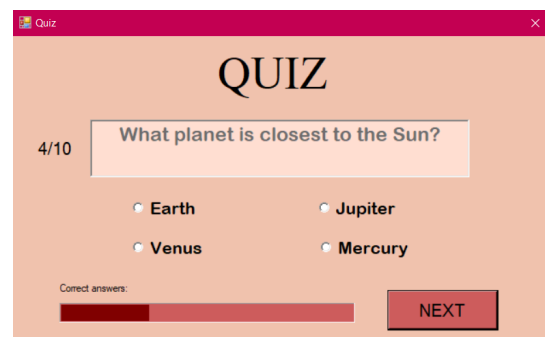 Quiz
QUIZ
4/10
What planet is closest to the Sun?
Earth
Jupiter
Venus
Mercury
Correct answers:
NEXT